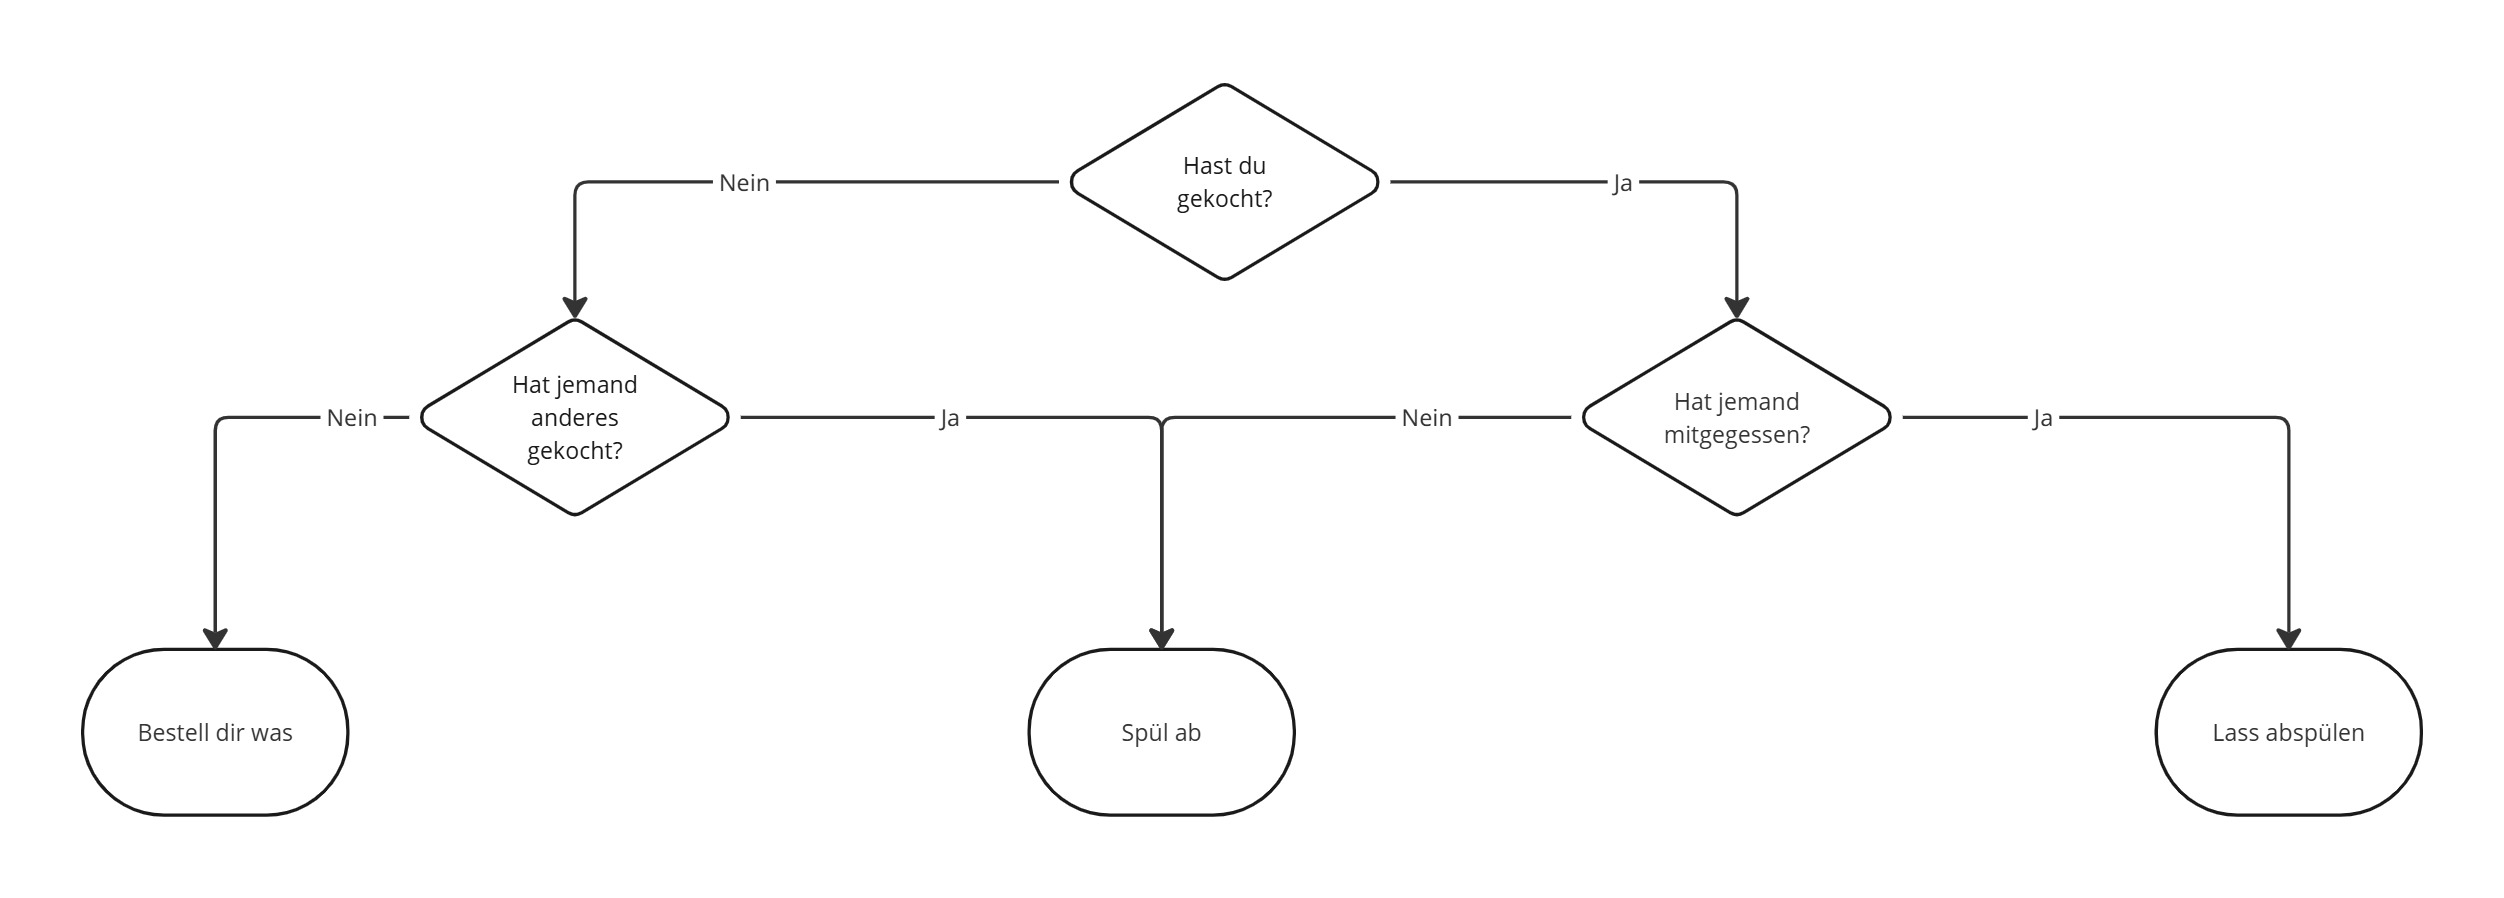 Hast du
gekocht?
Nein
Ja
Hat jemand
anderes
gekocht?
Hat jemand
mitgegessen?
Nein
Ja
Nein
Ja
Bestell dir was
Spül ab
Lass abspülen